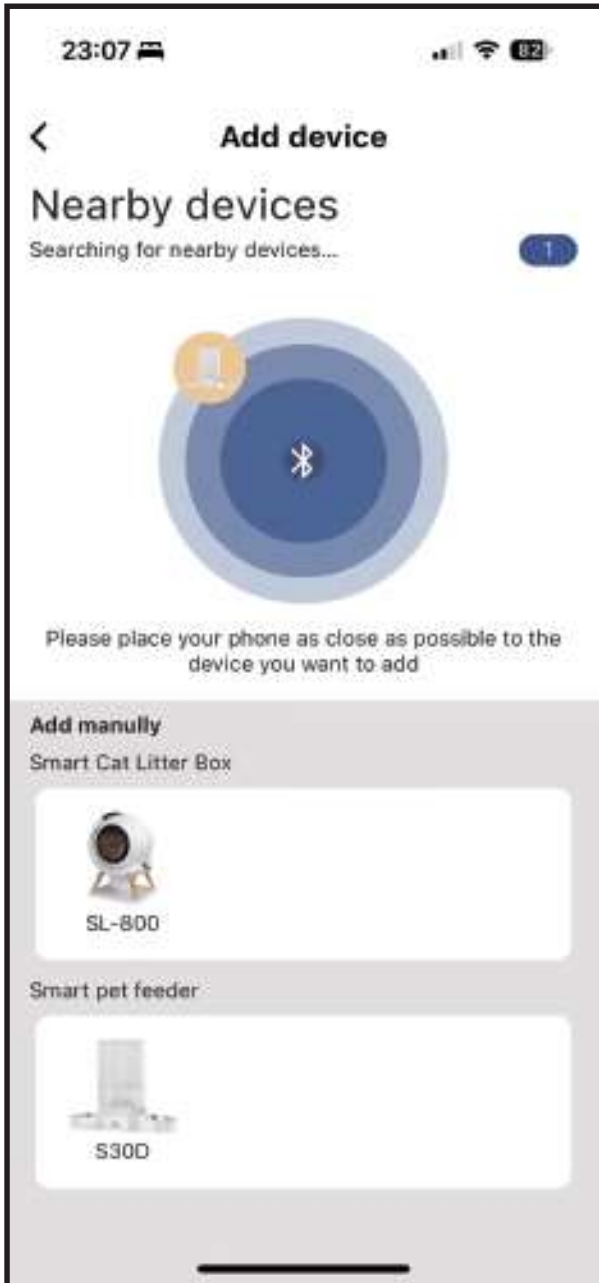 23:07
82
Add device
Nearby devices
Searching for nearby devices...
1
Please place your phone as close as possible to the
device you want to add
Add manully
Smart Cat Litter Box
SL-800
Smart pet feeder
S30D